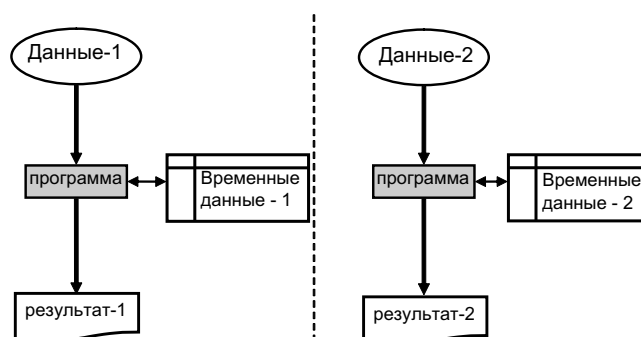 Данные-1
программа
Временные
данные - 1
результат-1
Данные-2
программа
Временные
данные - 2
результат-2